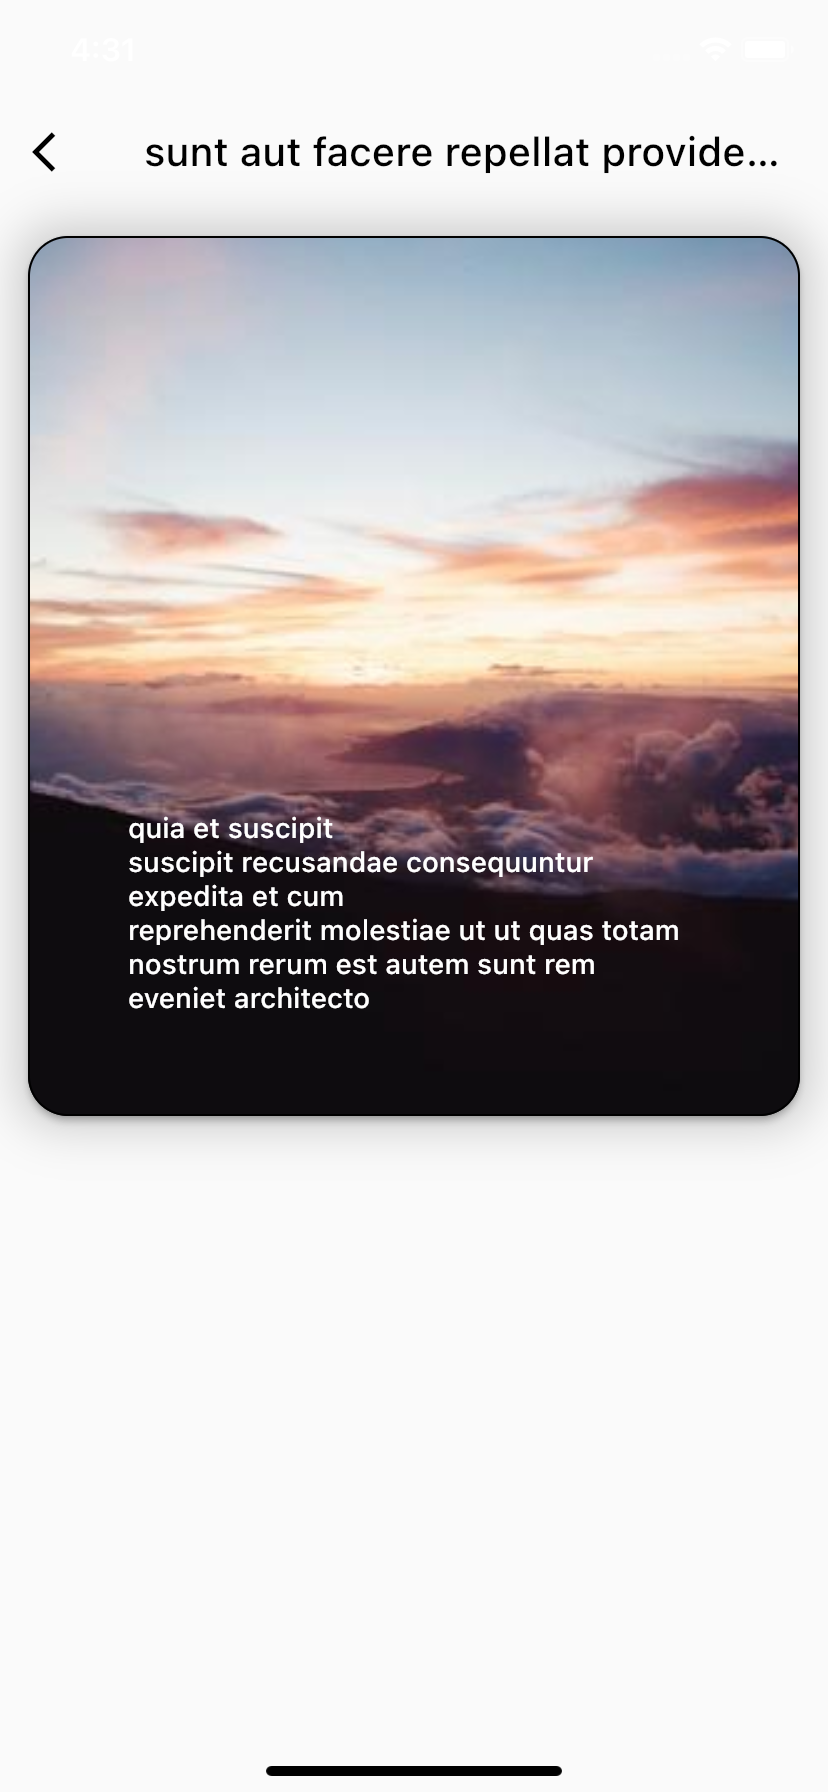 4:31
sunt aut facere repellat provide...
quia et suscipit
suscipit recusandae consequuntur
expedita et cum
reprehenderit molestiae ut ut quas totam
nostrum rerum est autem sunt rem
eveniet architecto